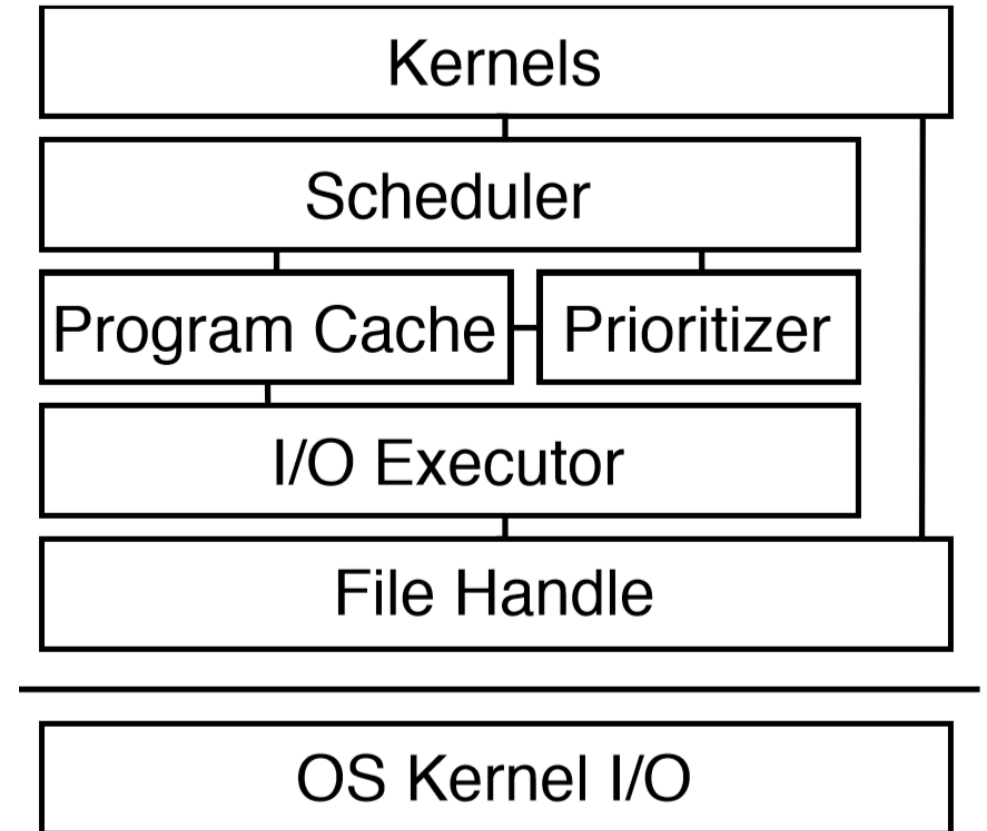 Kernels
Scheduler
Program Cache
Prioritizer
I/O Executor
File Handle
OS Kernel I/O